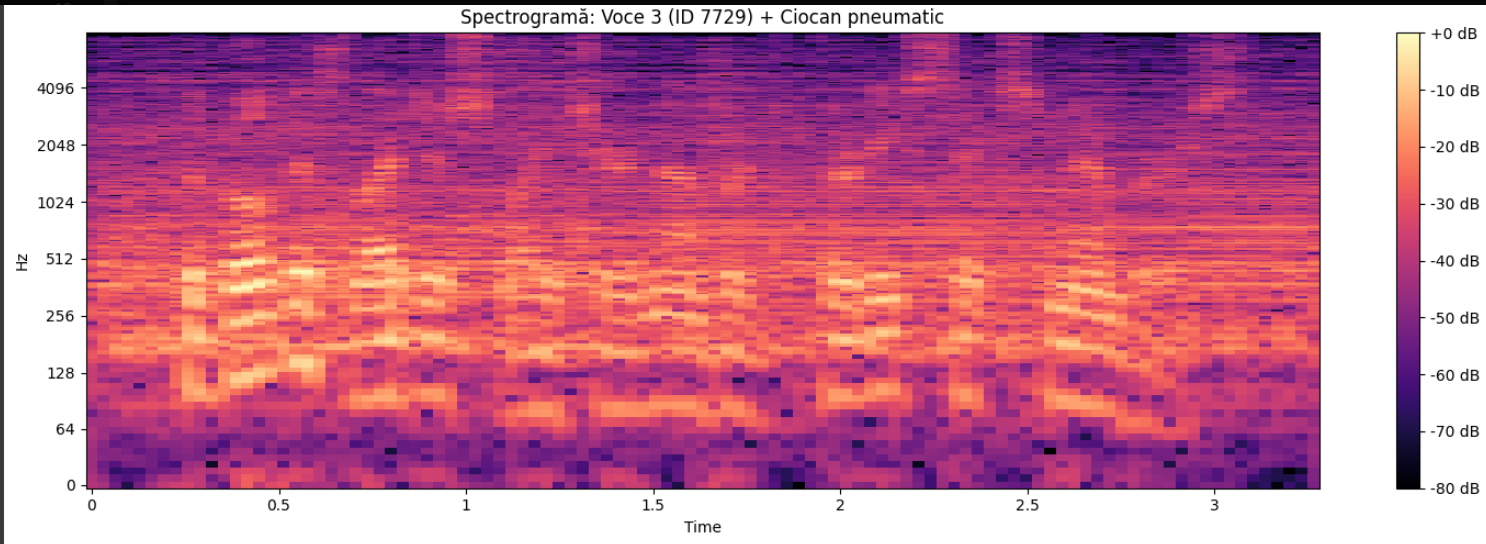 Spectrogramă: Voce 3 (ID 7729) + Ciocan pneumatic
Hz
4096
2048
1024
512
256
128
64
0
0
0.5
1
1.5
2
2.5
3
Time
+0 dB
-10 dB
-20 dB
-30 dB
-40 dB
-50 dB
-60 dB
-70 dB
-80 dB